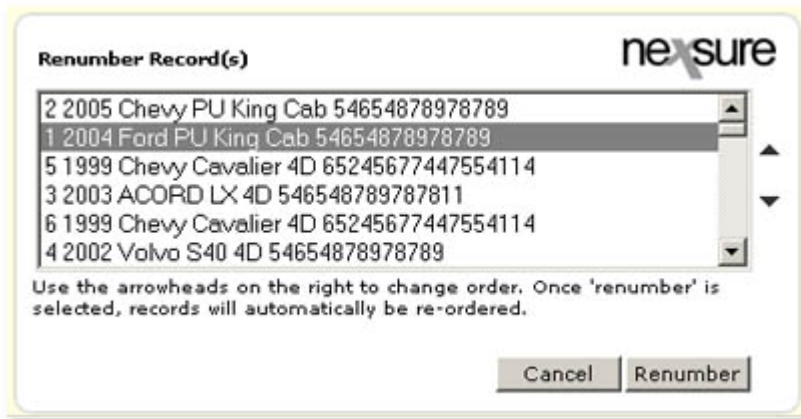 Renumber Record(s)
nexsure
2 2005 Chevy PU King Cab 54654878978789
1 2004 Ford PU King Cab 54654878978789
5 1999 Chevy Cavalier 4D 65245677447554114
3 2003 ACORD LX 4D 546548789787811
6 1999 Chevy Cavalier 4D 65245677447554114
4 2002 Volvo S40 4D 54654878978789
Use the arrowheads on the right to change order. Once 'renumber' is
selected, records will automatically be re-ordered.
Cancel Renumber